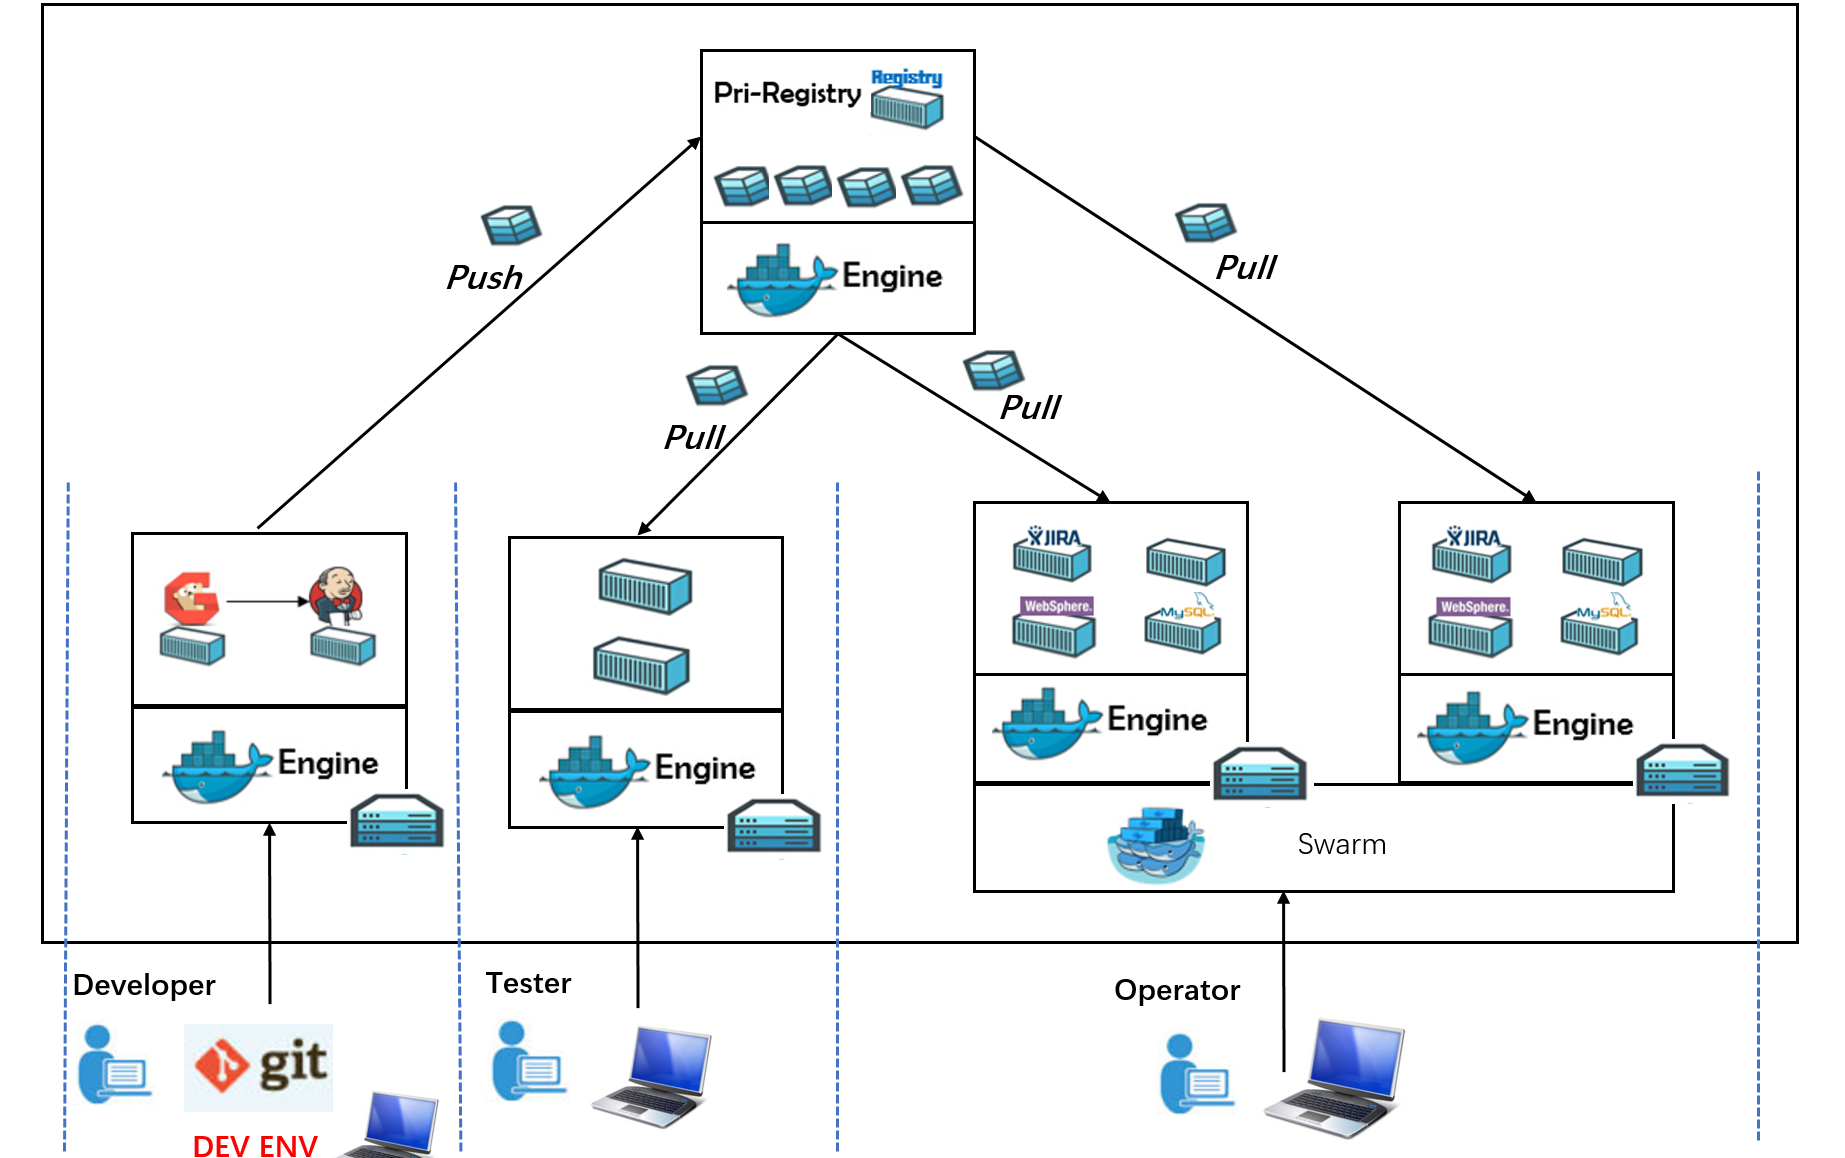 Registry
Pri-Registry
Engine
Push
Pull
Pull
Pull
JIRA
WebSphere.
MySQL.
JIRA
WebSphere.
MySQL.
Engine
Engine
Engine
Engine
Swarm
Developer
Tester
Operator
git
DEV ENV